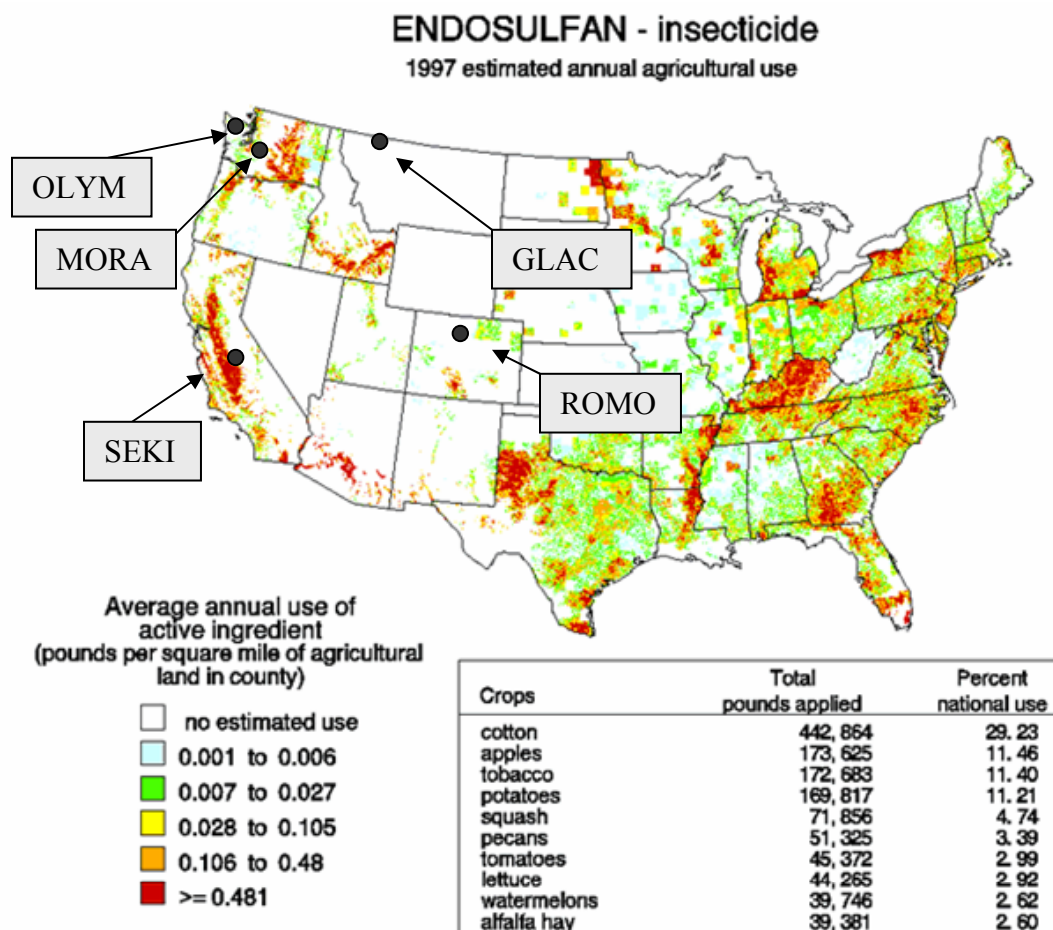 ENDOSULFAN - insecticide
1997 estimated annual agricultural use
OLYM
MORA
GLAC
ROMO
SEKI
Average annual use of
active ingredient
(pounds per square mile of agricultural
land in county)
no estimated use
0.001 to 0.006
0.007 to 0.027
0.028 to 0.105
0.106 to 0.48
>= 0.481
Crops Total pounds applied Percent national use
cotton 442,864 29.23
apples 173,625 11.46
tobacco 172,683 11.40
potatoes 169,817 11.21
squash 71,856 4.74
pecans 51,325 3.39
tomatoes 45,372 2.99
lettuce 44,265 2.92
watermelons 39,746 2.62
alfalfa hay 39,381 2.60